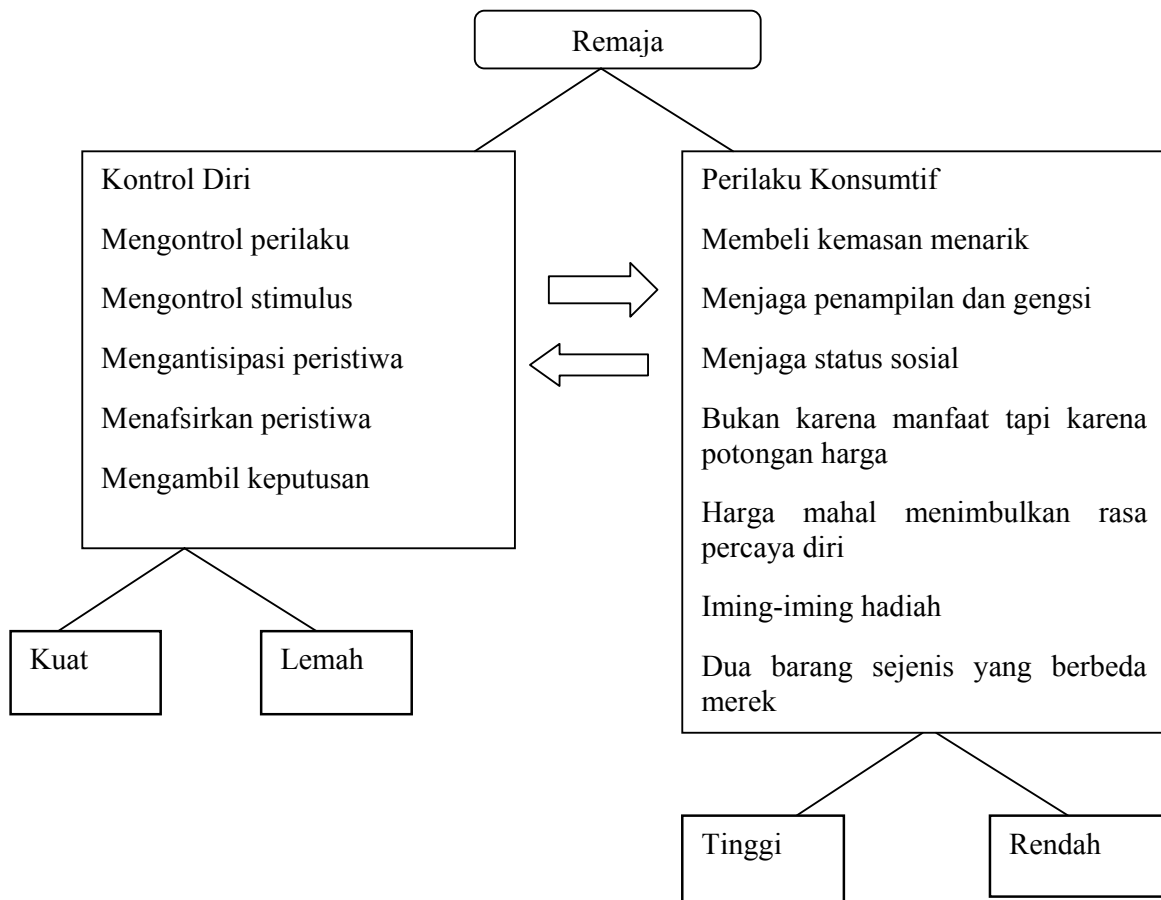 Remaja
Kontrol Diri
Mengontrol perilaku
Mengontrol stimulus
Mengantisipasi peristiwa
Menafsirkan peristiwa
Mengambil keputusan
Perilaku Konsumtif
Membeli kemasan menarik
Menjaga penampilan dan gengsi
Menjaga status sosial
Bukan karena manfaat tapi karena
potongan harga
Harga mahal menimbulkan rasa
percaya diri
Iming-iming hadiah
Dua barang sejenis yang berbeda
merek
Kuat
Lemah
Tinggi
Rendah